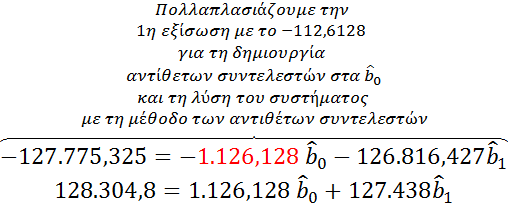 Πολλαπλασιάζουμε την
1η εξίσωση με το −112,6128
για τη δημιουργία
αντίθετων συντελεστών στα b̂₀
και τη λύση του συστήματος
με τη μέθοδο των αντιθέτων συντελεστών
−127.775,325 = −1.126,128 b̂₀ − 126.816,427b̂₁
128.304,8 = 1.126,128 b̂₀ + 127.438b̂₁